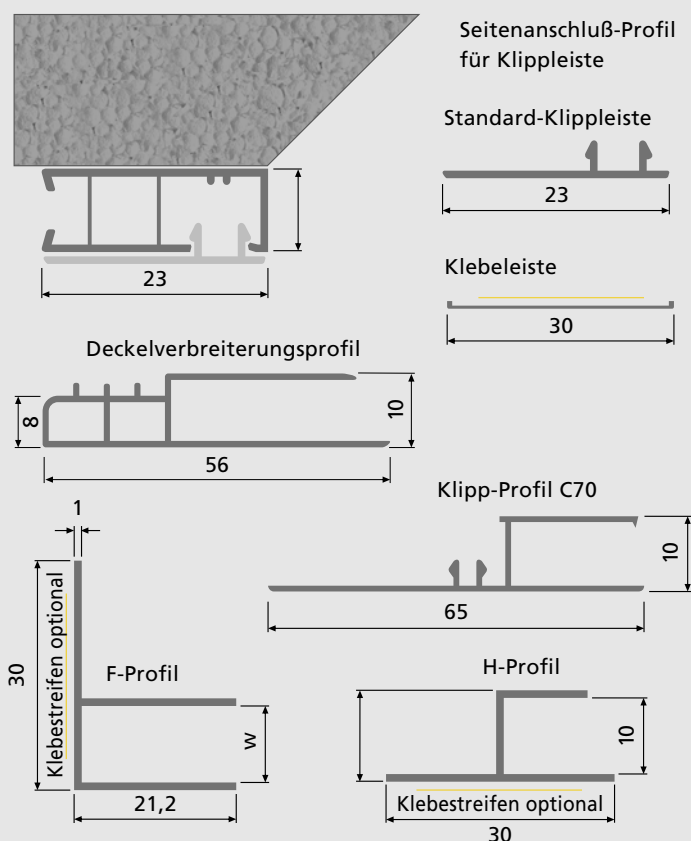 Seitenanschluß-Profil
für Klippleiste
Standard-Klippleiste
23
23
Klebeleiste
30
Deckelverbreiterungsprofil
8
10
56
Klipp-Profil C70
10
65
1
30
Klebestreifen optional
F-Profil
w
21,2
H-Profil
10
Klebestreifen optional
30